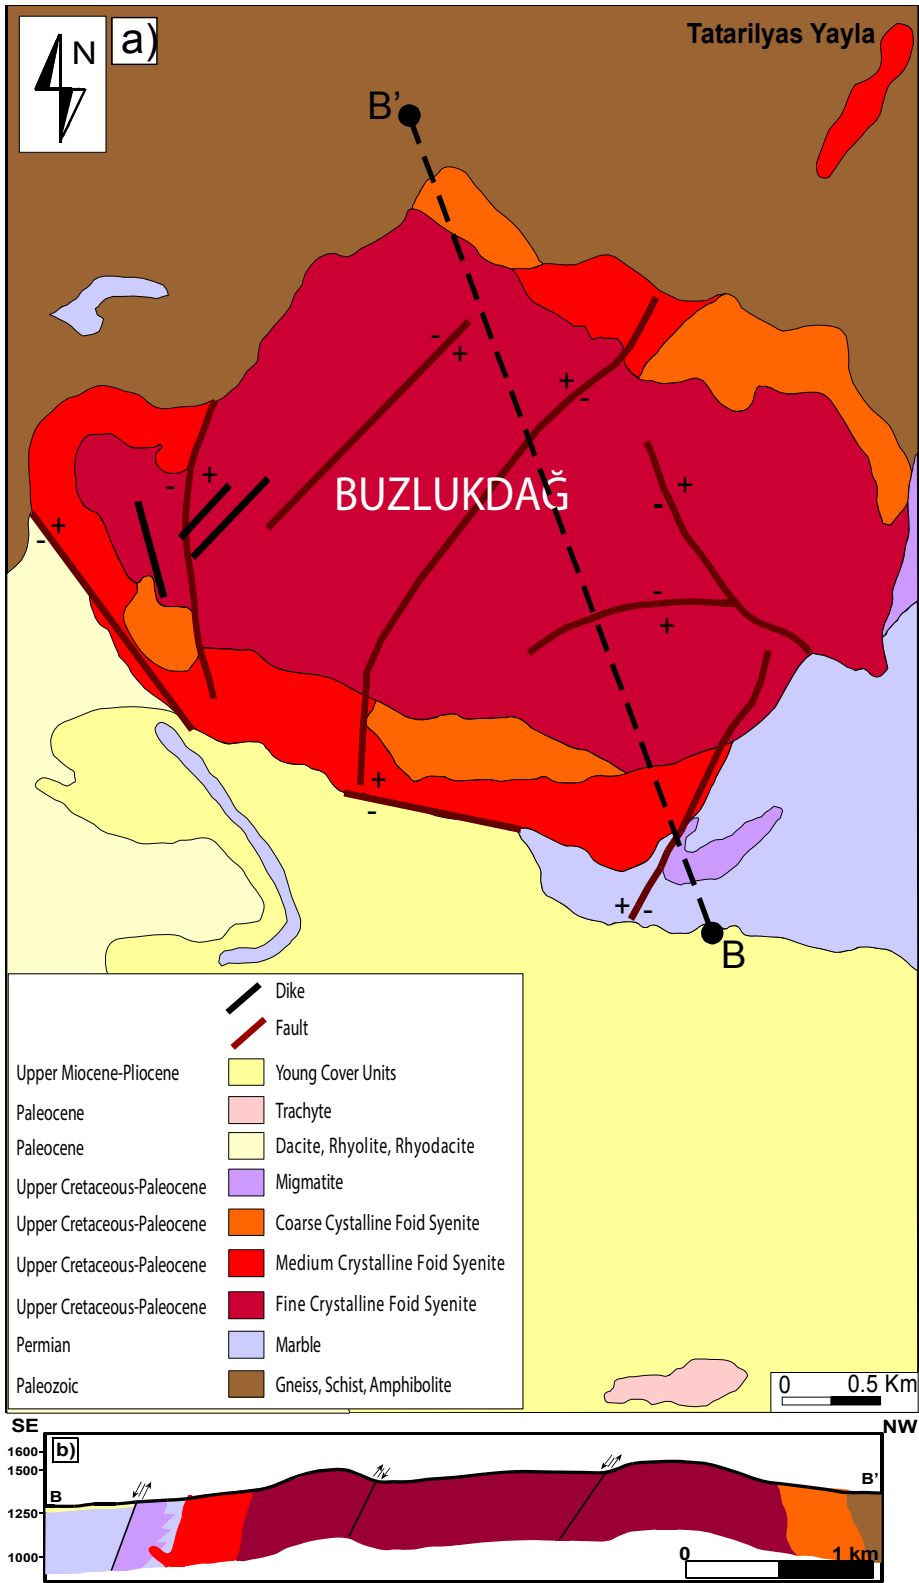 Tatarilyas Yayla
N
a)
B'
- +
+ -
BUZLUKDAĞ
+ -
+ -
+ -
- +
+ -
+ -
B
Dike
Fault
Upper Miocene-Pliocene Young Cover Units
Paleocene Trachyte
Paleocene Dacite, Rhyolite, Rhyodacite
Upper Cretaceous-Paleocene Migmatite
Upper Cretaceous-Paleocene Coarse Cystalline Foid Syenite
Upper Cretaceous-Paleocene Medium Crystalline Foid Syenite
Upper Cretaceous-Paleocene Fine Crystalline Foid Syenite
Permian Marble
Paleozoic Gneiss, Schist, Amphibolite
0 0.5 Km
SE NW
b)
1600
1500
B B'
1250
1000
0 1 km